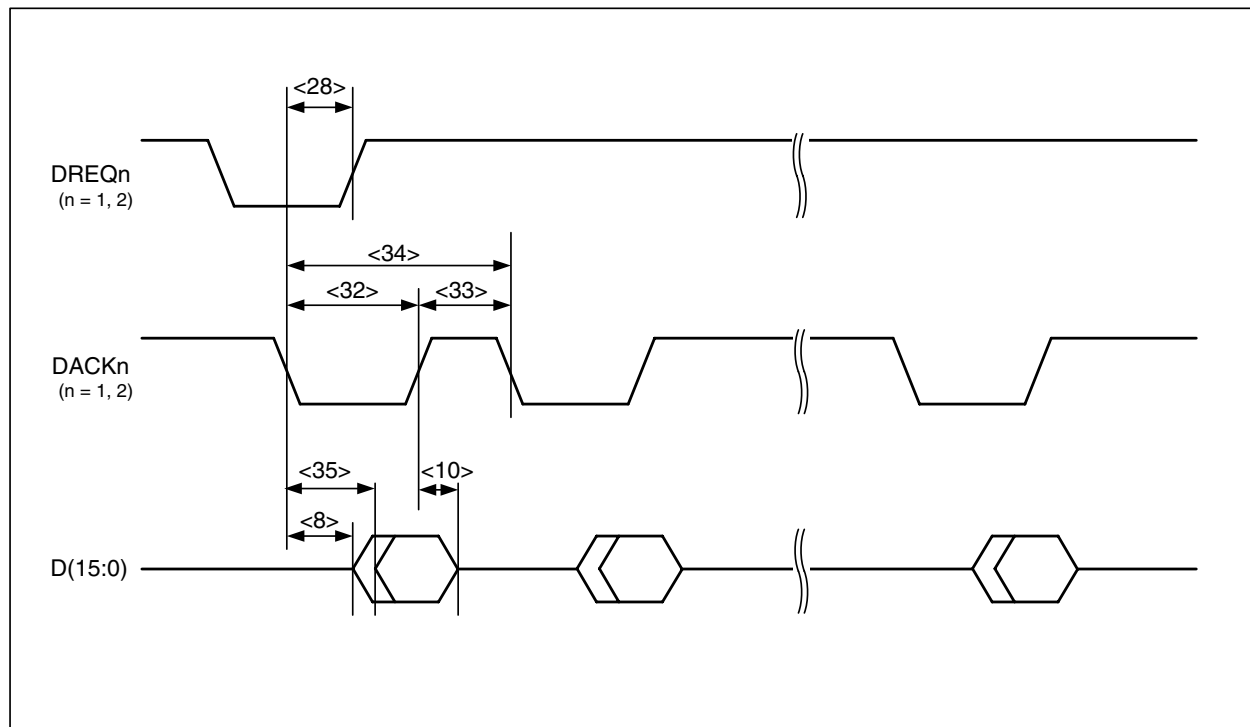 <28>
DREQn
(n = 1, 2)
<34>
<32>
<33>
DACKn
(n = 1, 2)
<35>
<10>
<8>
D(15:0)